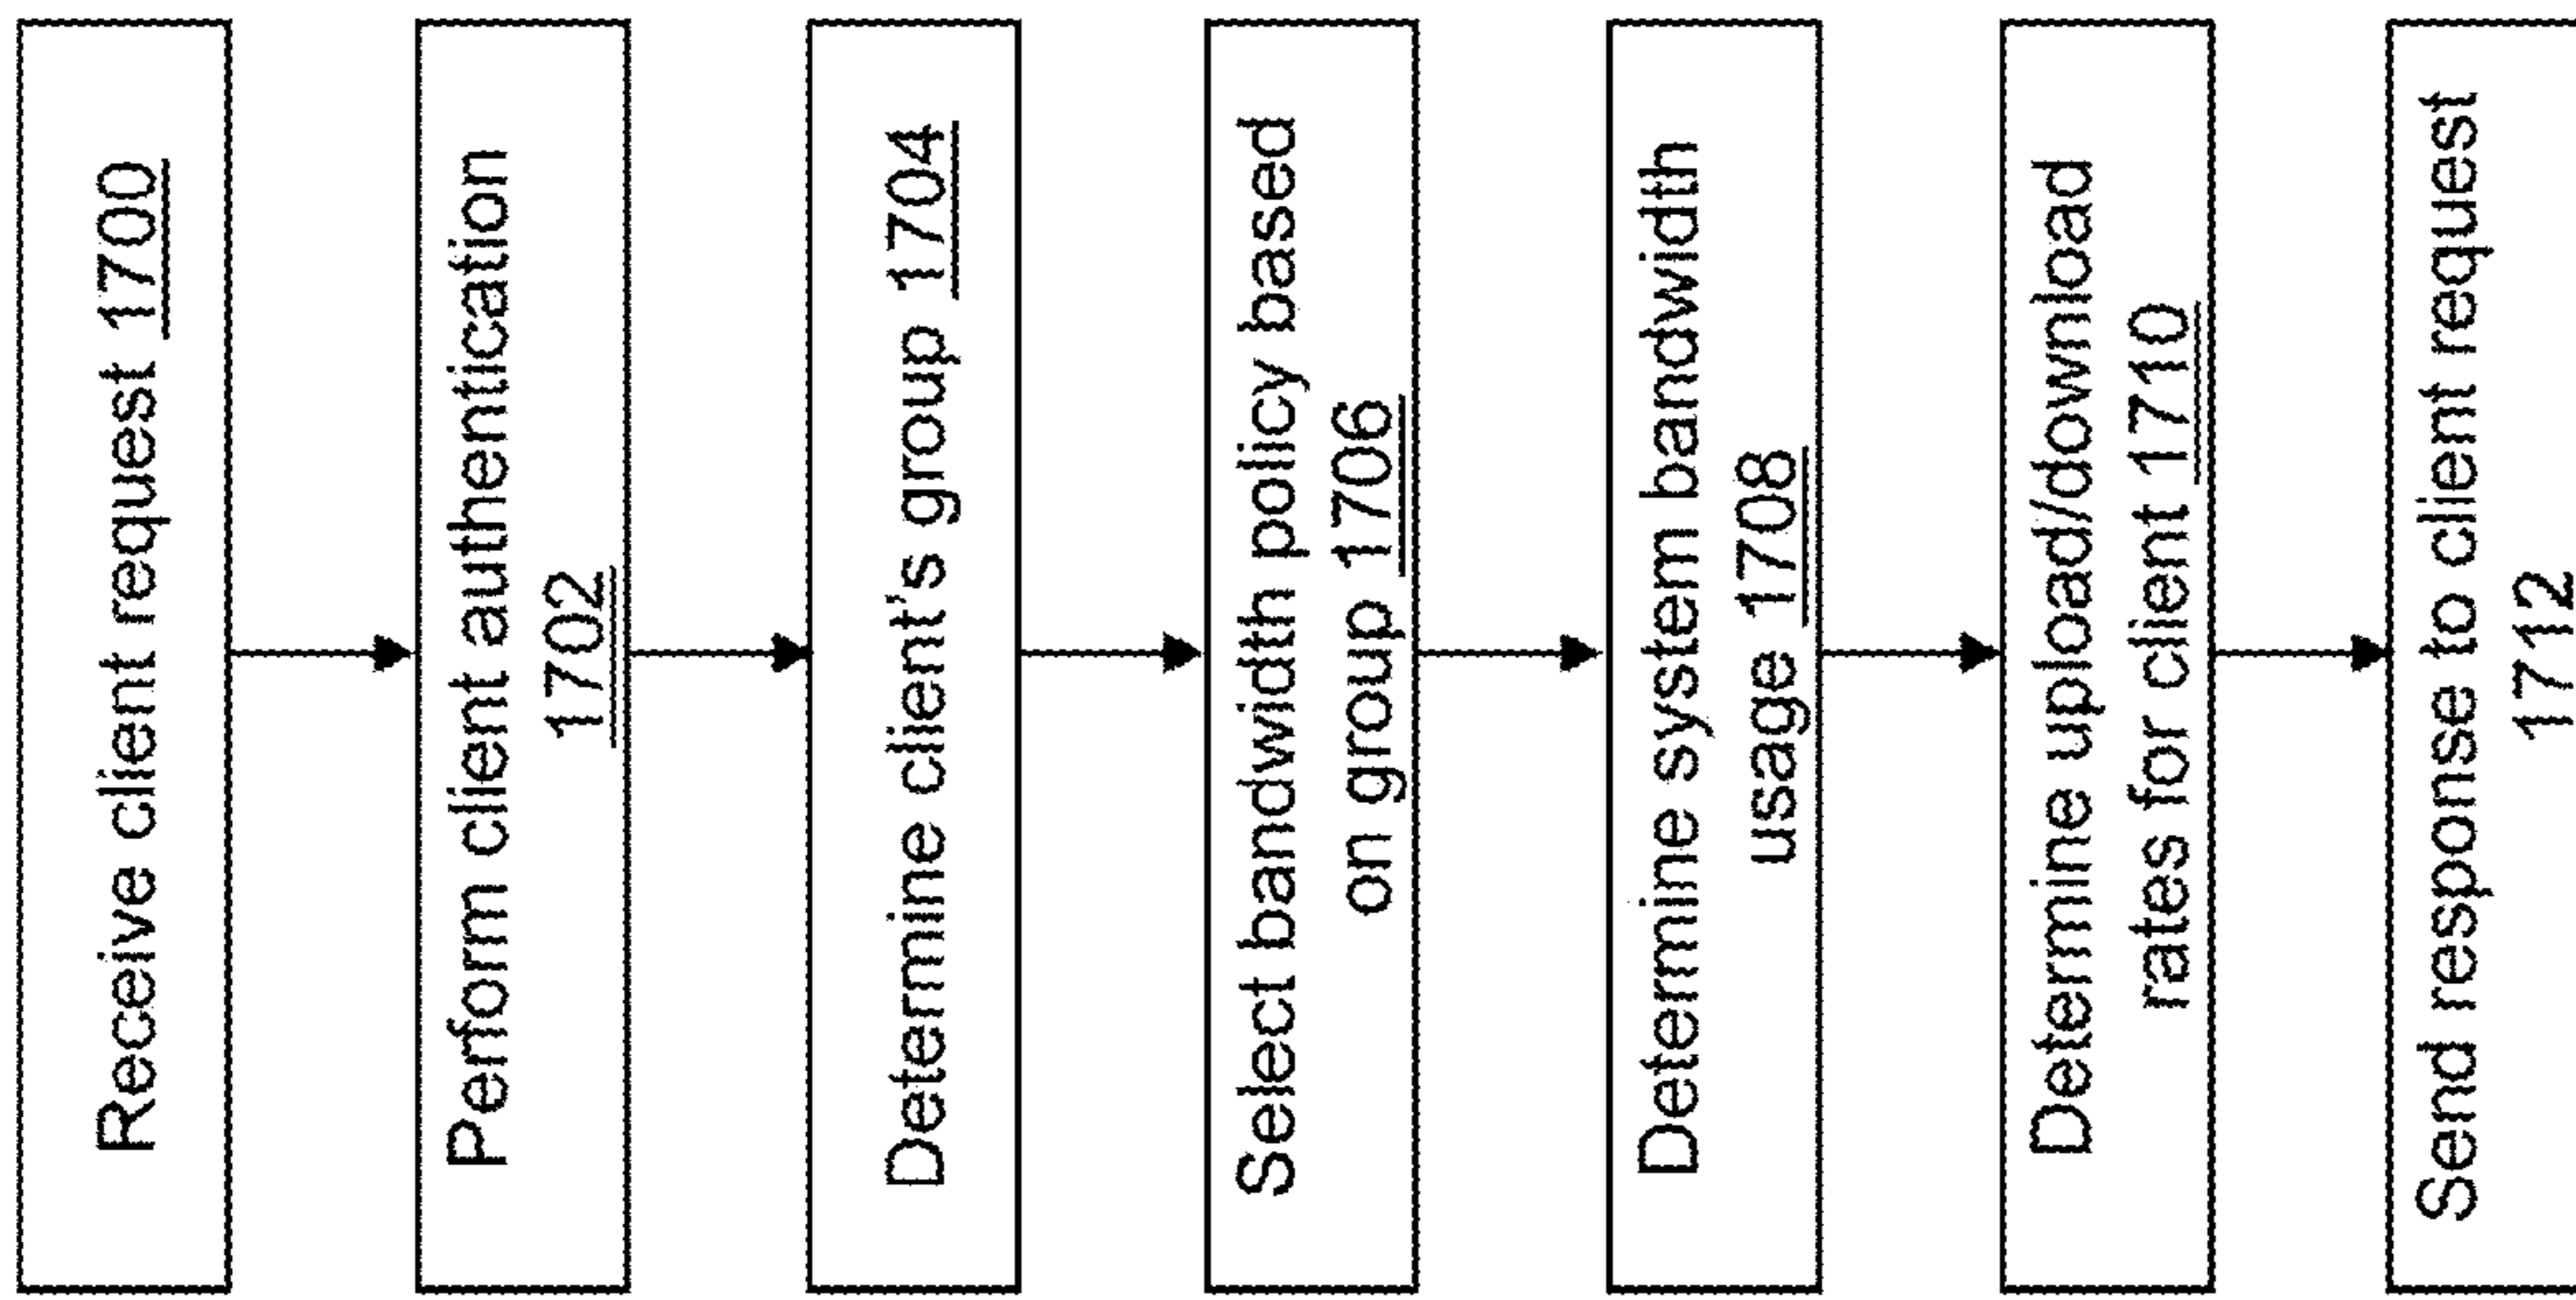 Receive client request 1700
Perform client authentication
1702
Determine client's group 1704
Select bandwidth policy based
on group 1706
Determine system bandwidth
usage 1708
Determine upload/download
rates for client 1710
Send response to client request
1712